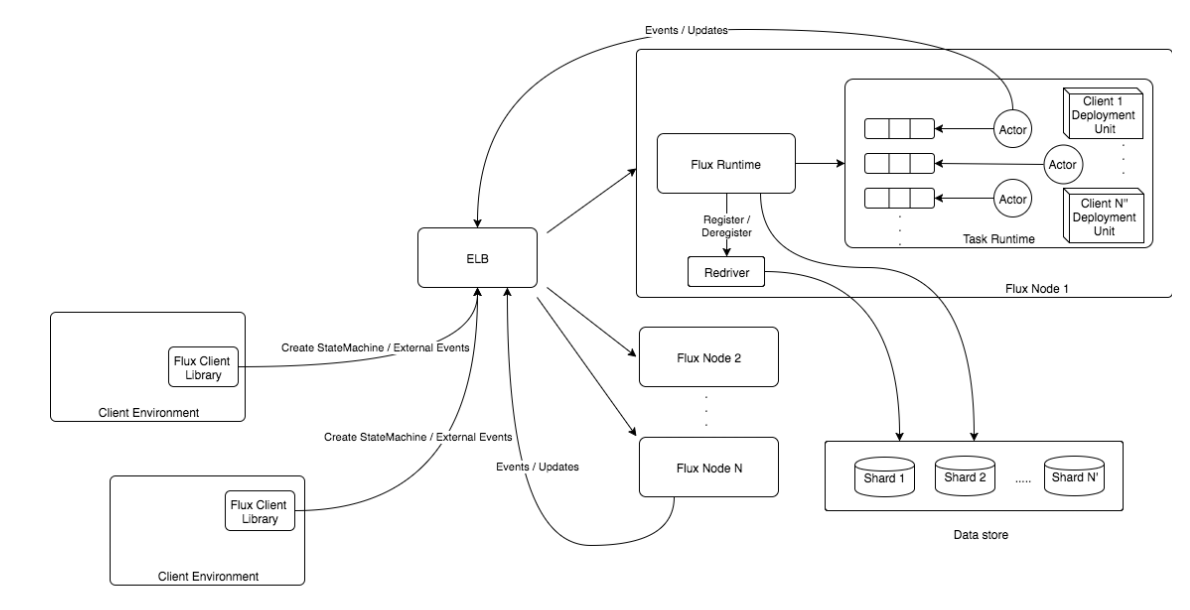 Events / Updates
Client 1
Deployment
Unit
Actor
Flux Runtime
Actor
Actor
Client N"
Deployment
Unit
Register /
Deregister
Task Runtime
ELB
Redriver
Flux Node 1
Create StateMachine / External Events
Flux Client
Library
Client Environment
Flux Node 2
Create StateMachine / External Events
Events / Updates
Flux Node N
Shard 1
Shard 2
.....
Shard N'
Flux Client
Library
Data store
Client Environment